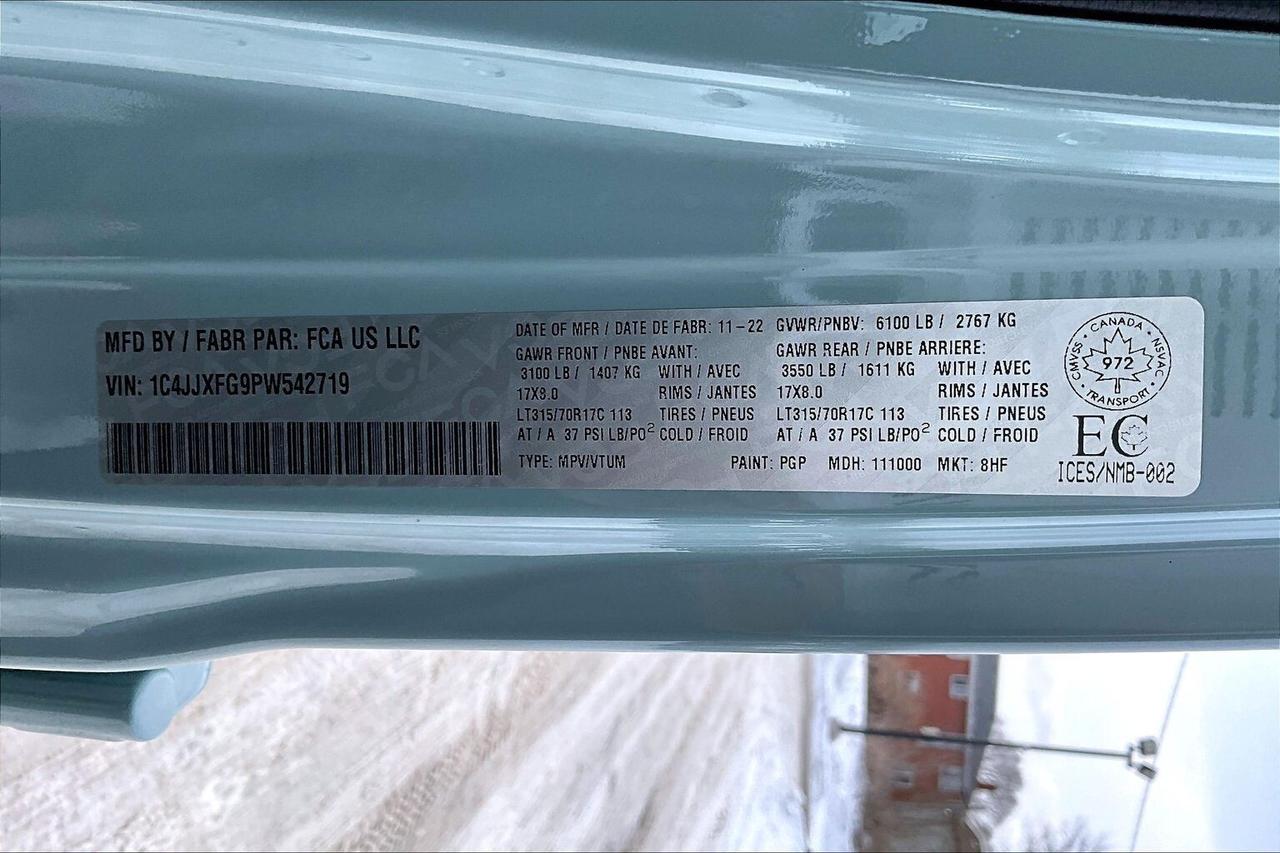 MFD BY / FABR PAR: FCA US LLC
VIN: 1C4JJXFG9PW542719
DATE OF MFR / DATE DE FABR: 11-22 GVWR/PNBV: 6100 LB / 2767 KG
GAWR FRONT / PNBE AVANT: GAWR REAR / PNBE ARRIERE:
3100 LB / 1407 KG WITH / AVEC 3550 LB / 1611 KG WITH / AVEC
17X8.0 RIMS / JANTES 17X8.0 RIMS / JANTES
LT315/70R17C 113 TIRES / PNEUS LT315/70R17C 113 TIRES / PNEUS
AT / A 37 PSI LB/PO² COLD / FROID AT / A 37 PSI LB/PO² COLD / FROID
TYPE: MPV/VTUM PAINT: PGP MDH: 111000 MKT: 8HF
CANADA
CMVSS 972 NSVAC
TRANSPORT
EC
ICES/NMB-002